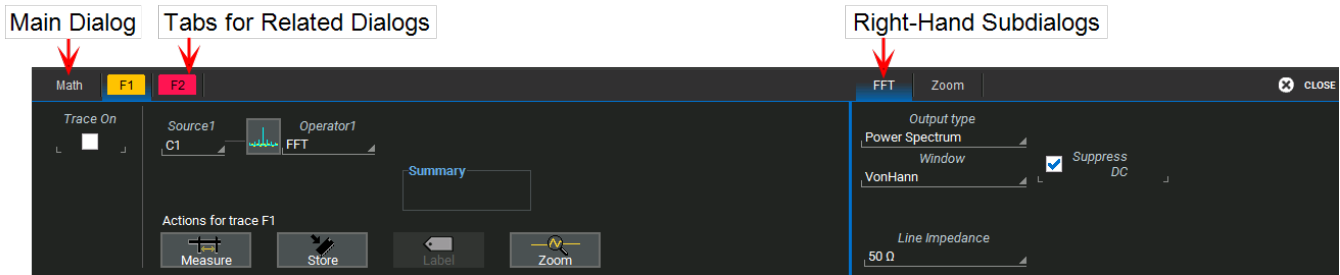 Main Dialog
Tabs for Related Dialogs
Right-Hand Subdialogs
Math
F1
F2
FFT
Zoom
CLOSE
Trace On
Source1
C1
Operator1
FFT
Summary
Actions for trace F1
Measure
Store
Label
Zoom
Output type
Power Spectrum
Window
VonHann
Suppress
DC
Line Impedance
50 Ω